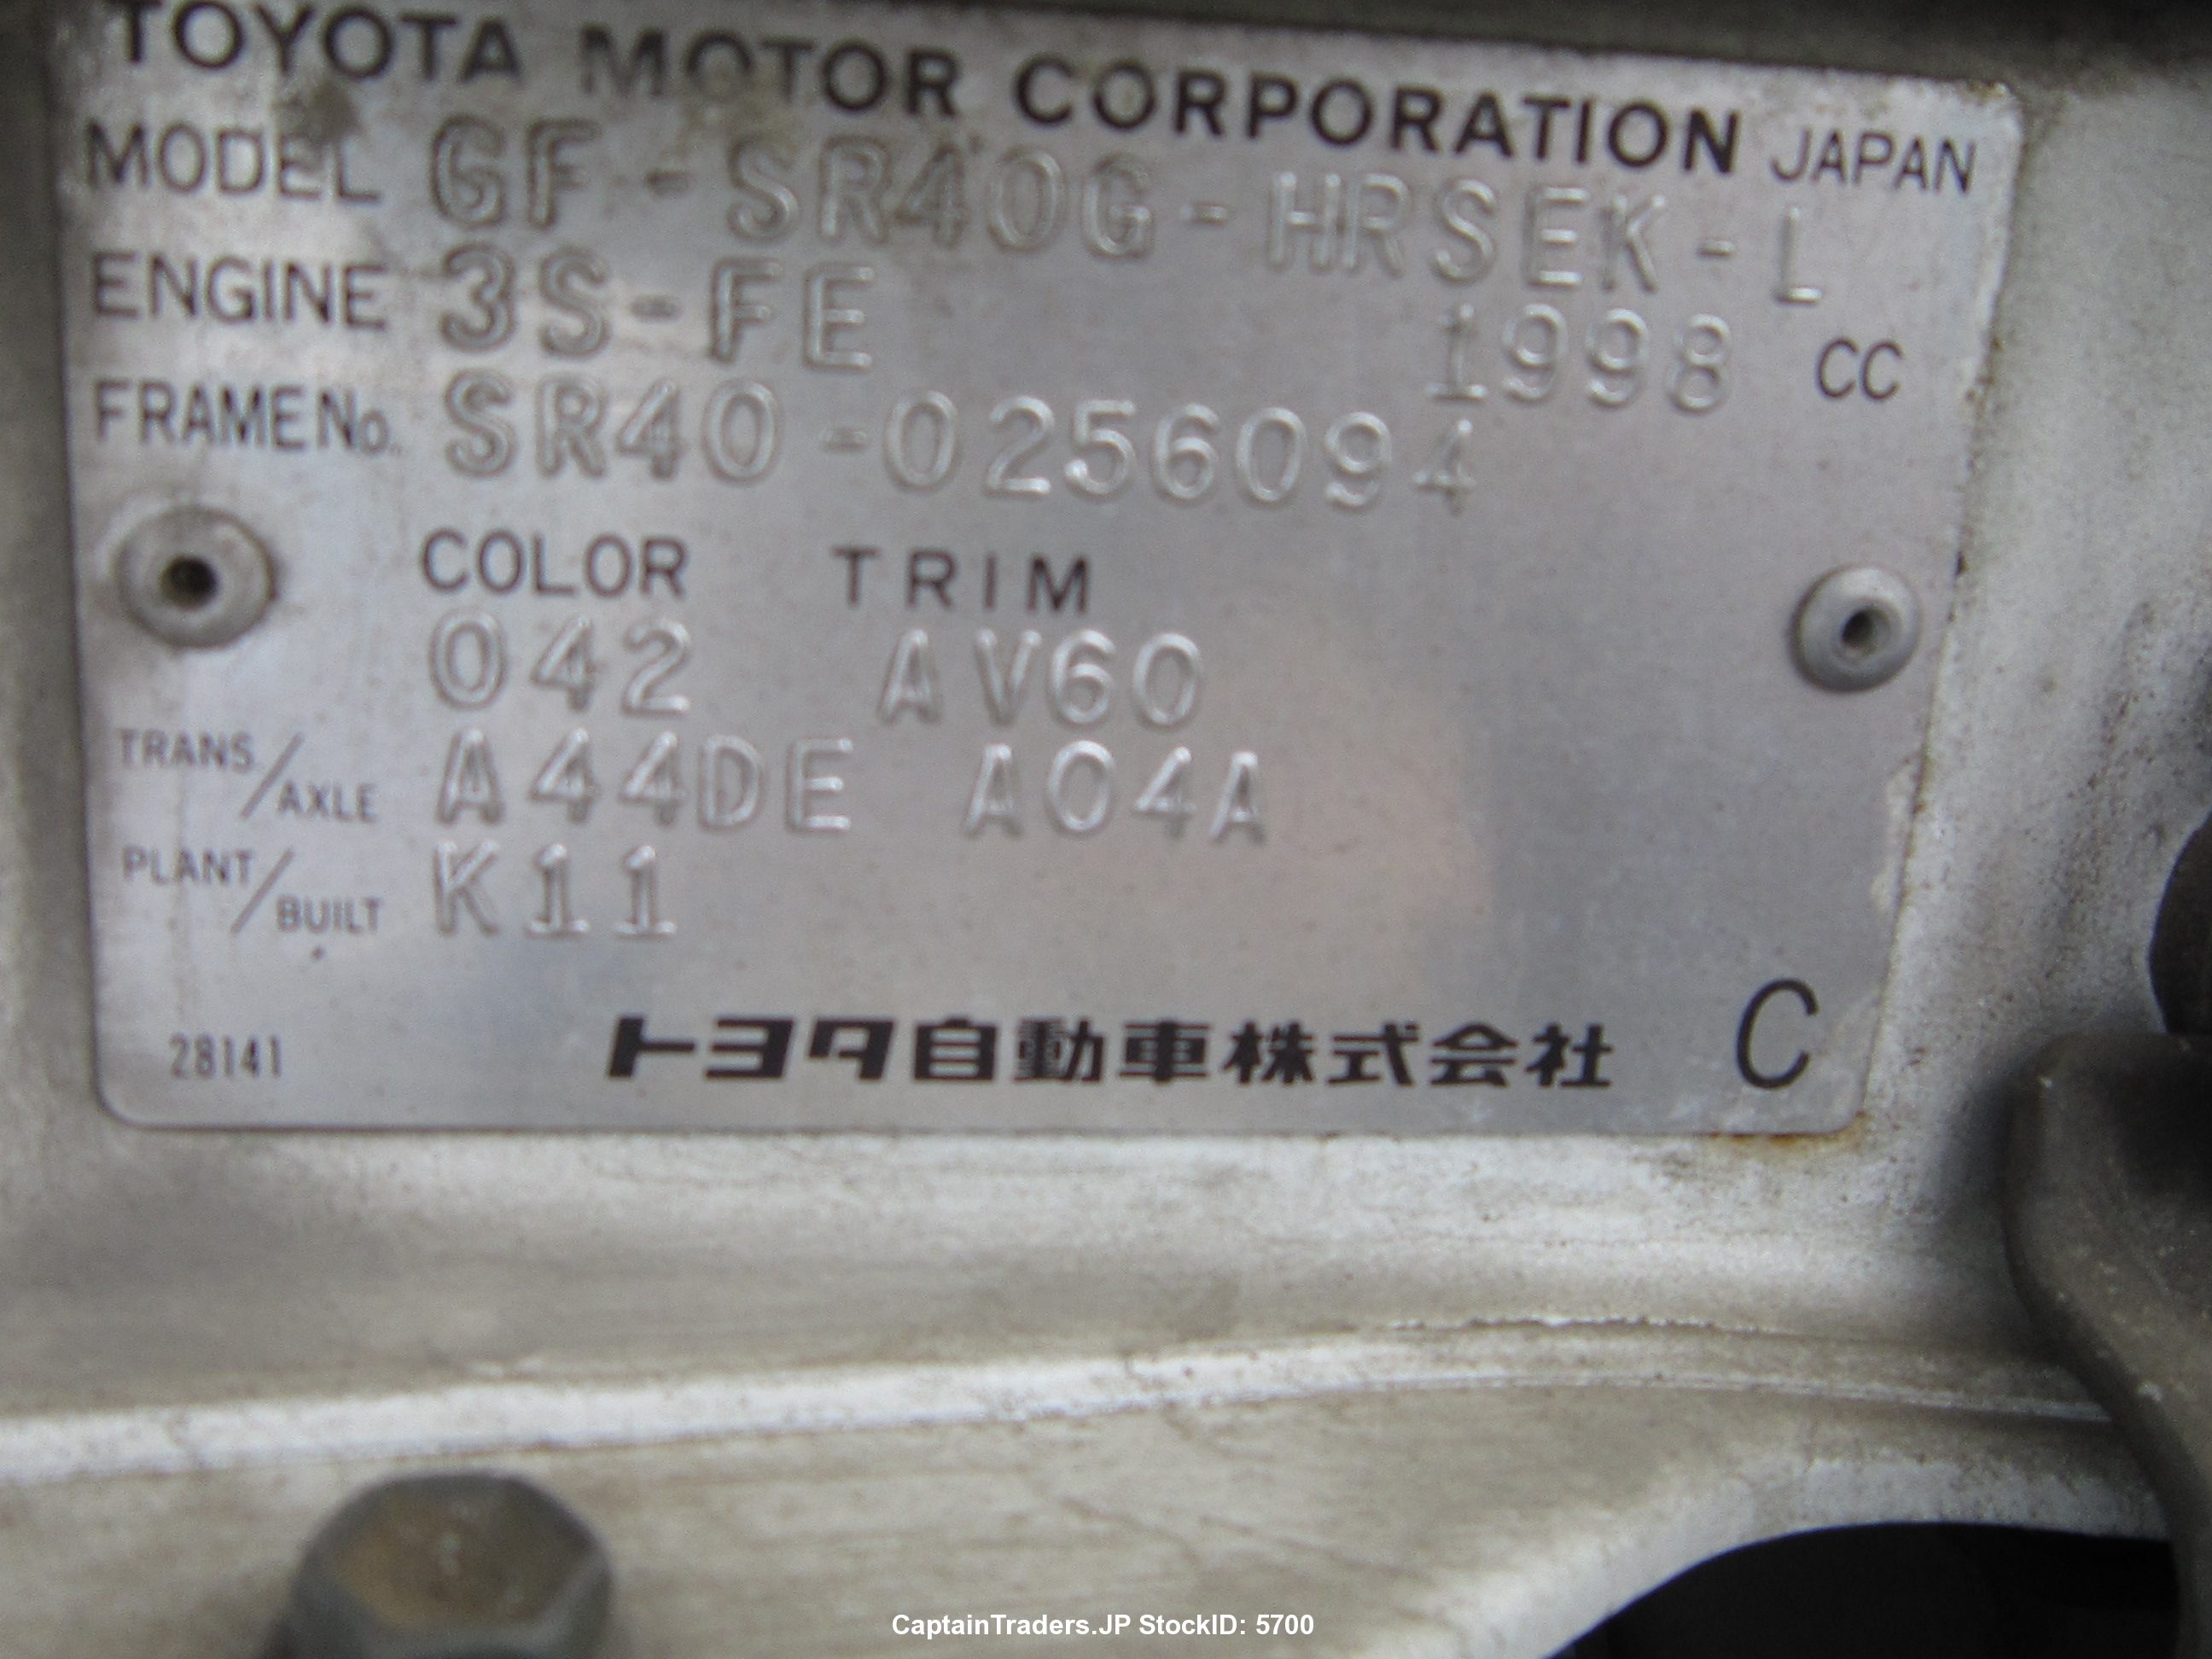 TOYOTA MOTOR CORPORATION JAPAN
MODEL GF-SR40G-HRSEK-L
ENGINE 3S-FE 1998 CC
FRAME No. SR40-0256094
COLOR TRIM
042 AV60
TRANS/AXLE A44DE A04A
PLANT/BUILT K11
28141 トヨタ自動車株式会社 C
CaptainTraders.JP StockID: 5700